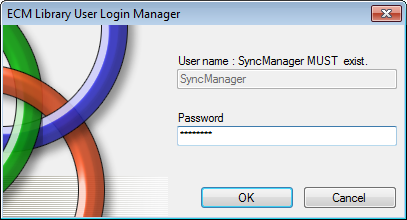 ECM Library User Login Manager
User name : SyncManager MUST exist.
SyncManager
Password
********
OK
Cancel